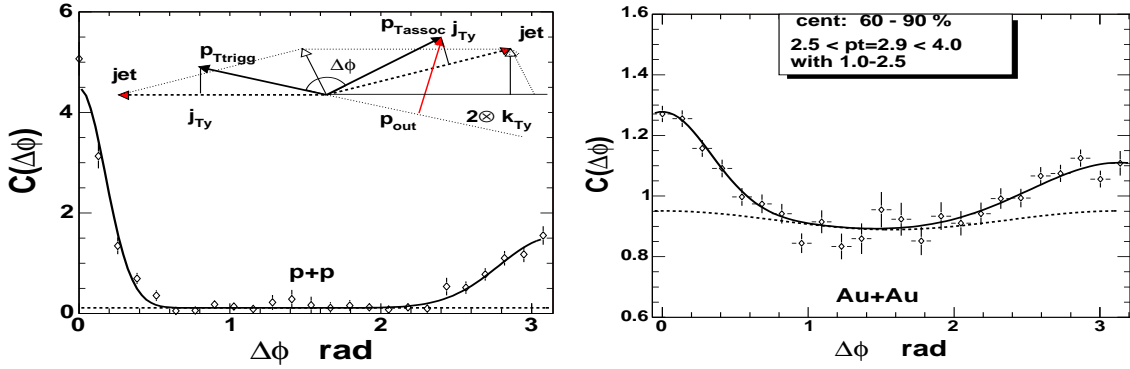 C(Δϕ)
6
4
2
0
0
1
2
3
Δϕ rad
p+p
jet
p_Ttrigg
p_Tassoc
j_Ty
jet
Δϕ
j_Ty
p_out
2⊗ k_Ty
C(Δϕ)
1.6
1.4
1.2
1
0.8
0.6
0
1
2
3
Δϕ rad
cent: 60 - 90 %
2.5 < pt=2.9 < 4.0
with 1.0-2.5
Au+Au